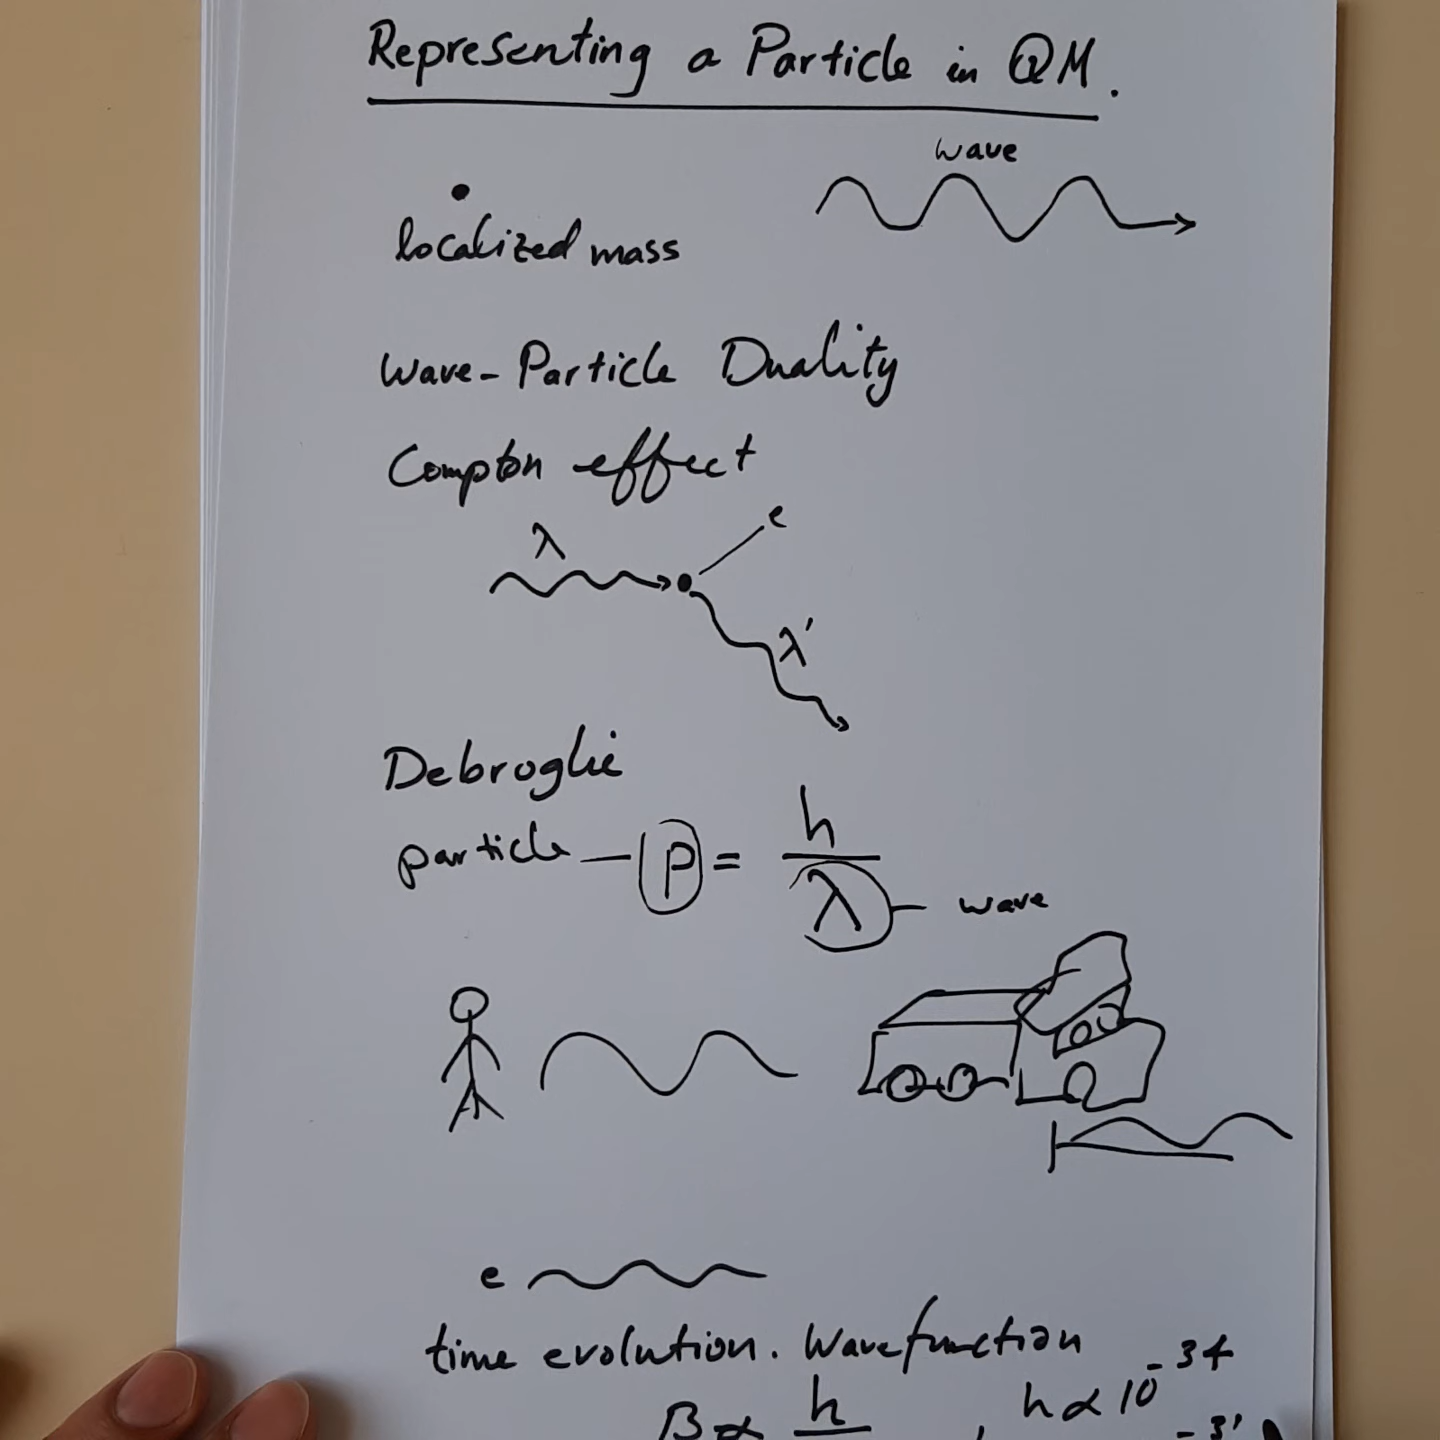 Representing a Particle in QM.
wave
localized mass
Wave-Particle Duality
Compton effect
e
λ
λ'
Debroglie
particle — p = h / λ — wave
e
time evolution. Wavefunction
h ∝ 10^-34
h